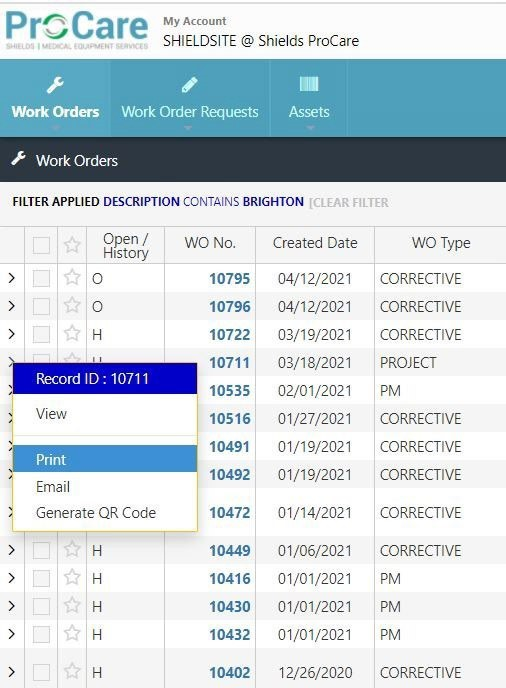 ProCare
SHIELDS | MEDICAL EQUIPMENT SERVICES
My Account
SHIELDSITE @ Shields ProCare
Work Orders
Work Order Requests
Assets
Work Orders
FILTER APPLIED DESCRIPTION CONTAINS BRIGHTON [CLEAR FILTER
Open / History WO No. Created Date WO Type
O 10795 04/12/2021 CORRECTIVE
O 10796 04/12/2021 CORRECTIVE
H 10722 03/19/2021 CORRECTIVE
H 10711 03/18/2021 PROJECT
Record ID : 10711
10535 02/01/2021 PM
View
10516 01/27/2021 CORRECTIVE
10491 01/19/2021 CORRECTIVE
Print
10492 01/19/2021 CORRECTIVE
Email
Generate QR Code
10472 01/14/2021 CORRECTIVE
H 10449 01/06/2021 CORRECTIVE
H 10416 01/01/2021 PM
H 10430 01/01/2021 PM
H 10432 01/01/2021 PM
H 10402 12/26/2020 CORRECTIVE